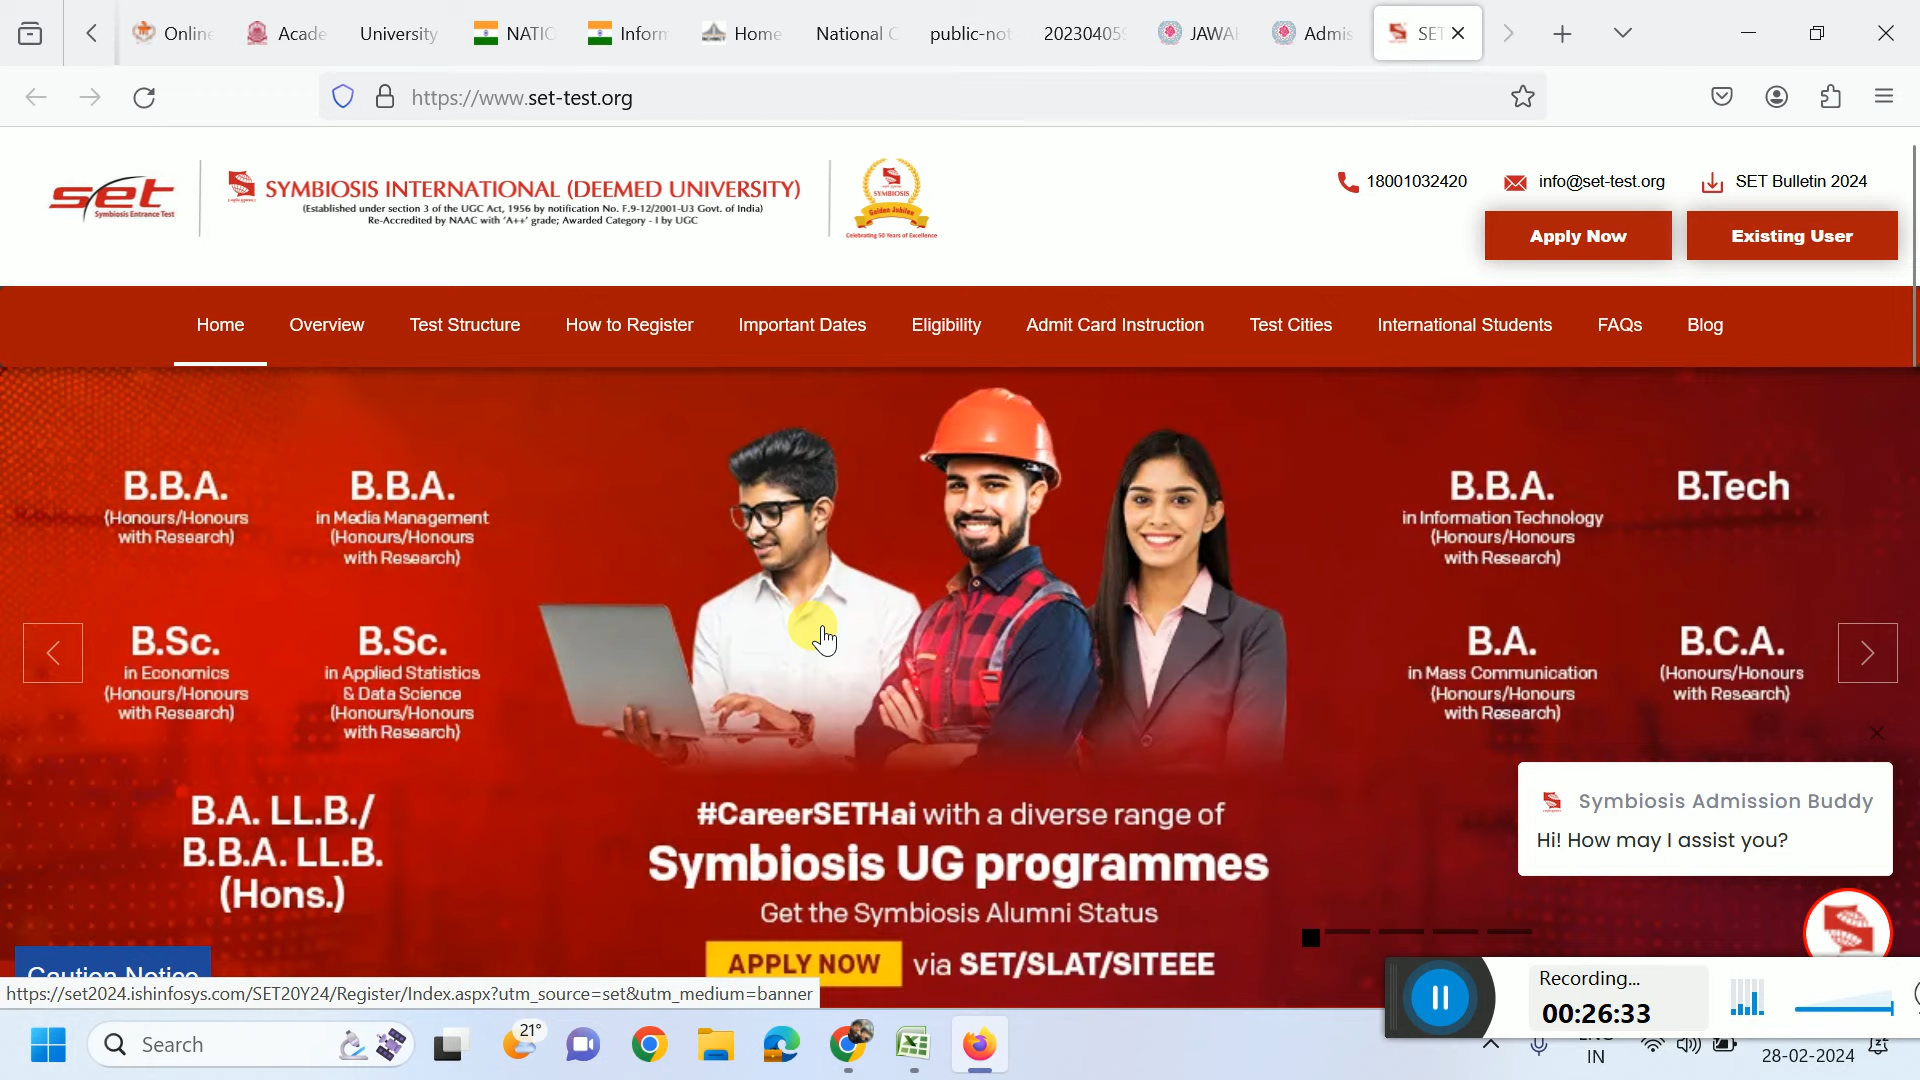 Online
Acade
University
NATIC
Inforn
Home
National C
public-not
202304059
JAWAH
Admis
SET
https://www.set-test.org
set
Symbiosis Entrance Test
SYMBIOSIS INTERNATIONAL (DEEMED UNIVERSITY)
(Established under section 3 of the UGC Act, 1956 by notification No. F.9-12/2001-U3 Govt. of India)
Re-Accredited by NAAC with 'A++' grade; Awarded Category - I by UGC
SYMBIOSIS
Golden Jubilee
Celebrating 50 Years of Excellence
18001032420
info@set-test.org
SET Bulletin 2024
Apply Now
Existing User
Home
Overview
Test Structure
How to Register
Important Dates
Eligibility
Admit Card Instruction
Test Cities
International Students
FAQs
Blog
B.B.A.
(Honours/Honours
with Research)
B.B.A.
in Media Management
(Honours/Honours
with Research)
B.B.A.
in Information Technology
(Honours/Honours
with Research)
B.Tech
B.Sc.
in Economics
(Honours/Honours
with Research)
B.Sc.
in Applied Statistics
& Data Science
(Honours/Honours
with Research)
B.A.
in Mass Communication
(Honours/Honours
with Research)
B.C.A.
(Honours/Honours
with Research)
B.A. LL.B./
B.B.A. LL.B.
(Hons.)
#CareerSETHai with a diverse range of
Symbiosis UG programmes
Get the Symbiosis Alumni Status
APPLY NOW via SET/SLAT/SITEEE
Symbiosis Admission Buddy
Hi! How may I assist you?
Caution Notice
https://set2024.ishinfosys.com/SET20Y24/Register/Index.aspx?utm_source=set&utm_medium=banner
Recording...
00:26:33
Search
21°
IN
28-02-2024